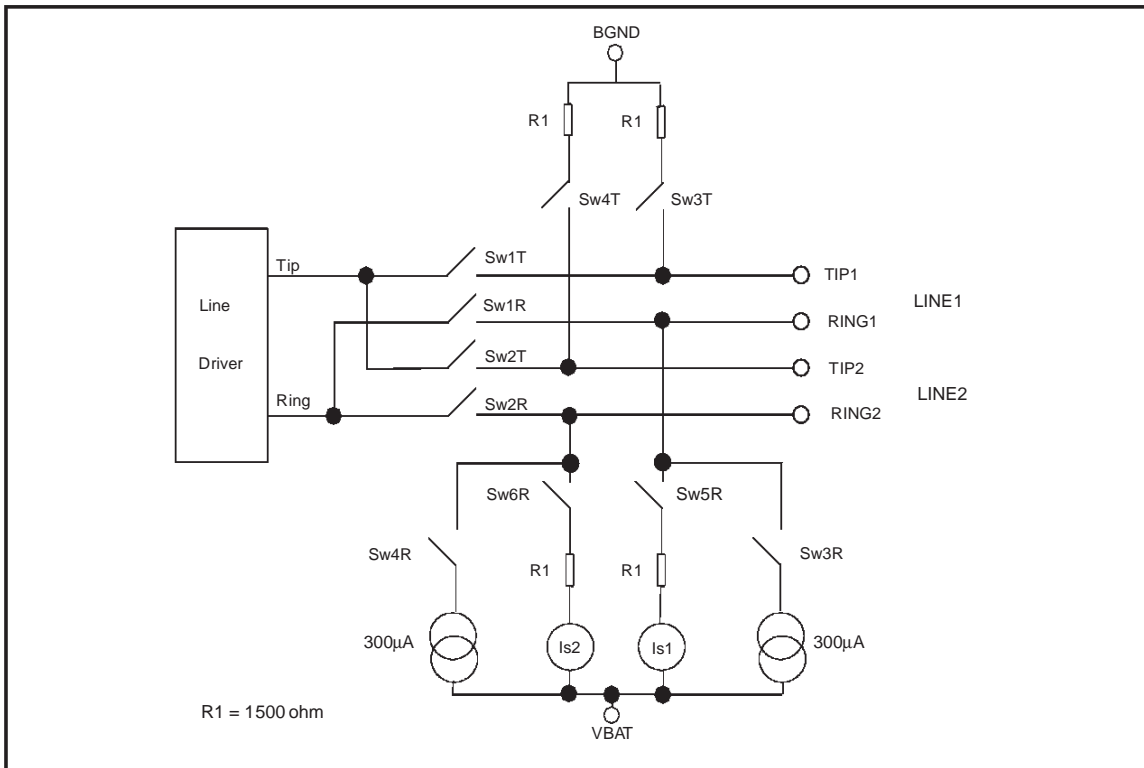 BGND
R1
R1
Sw4T
Sw3T
Tip
Sw1T
TIP1
Line
LINE1
Sw1R
RING1
Driver
Sw2T
TIP2
LINE2
Ring
Sw2R
RING2
Sw6R
Sw5R
Sw4R
R1
R1
Sw3R
300μA
Is2
Is1
300μA
R1 = 1500 ohm
VBAT